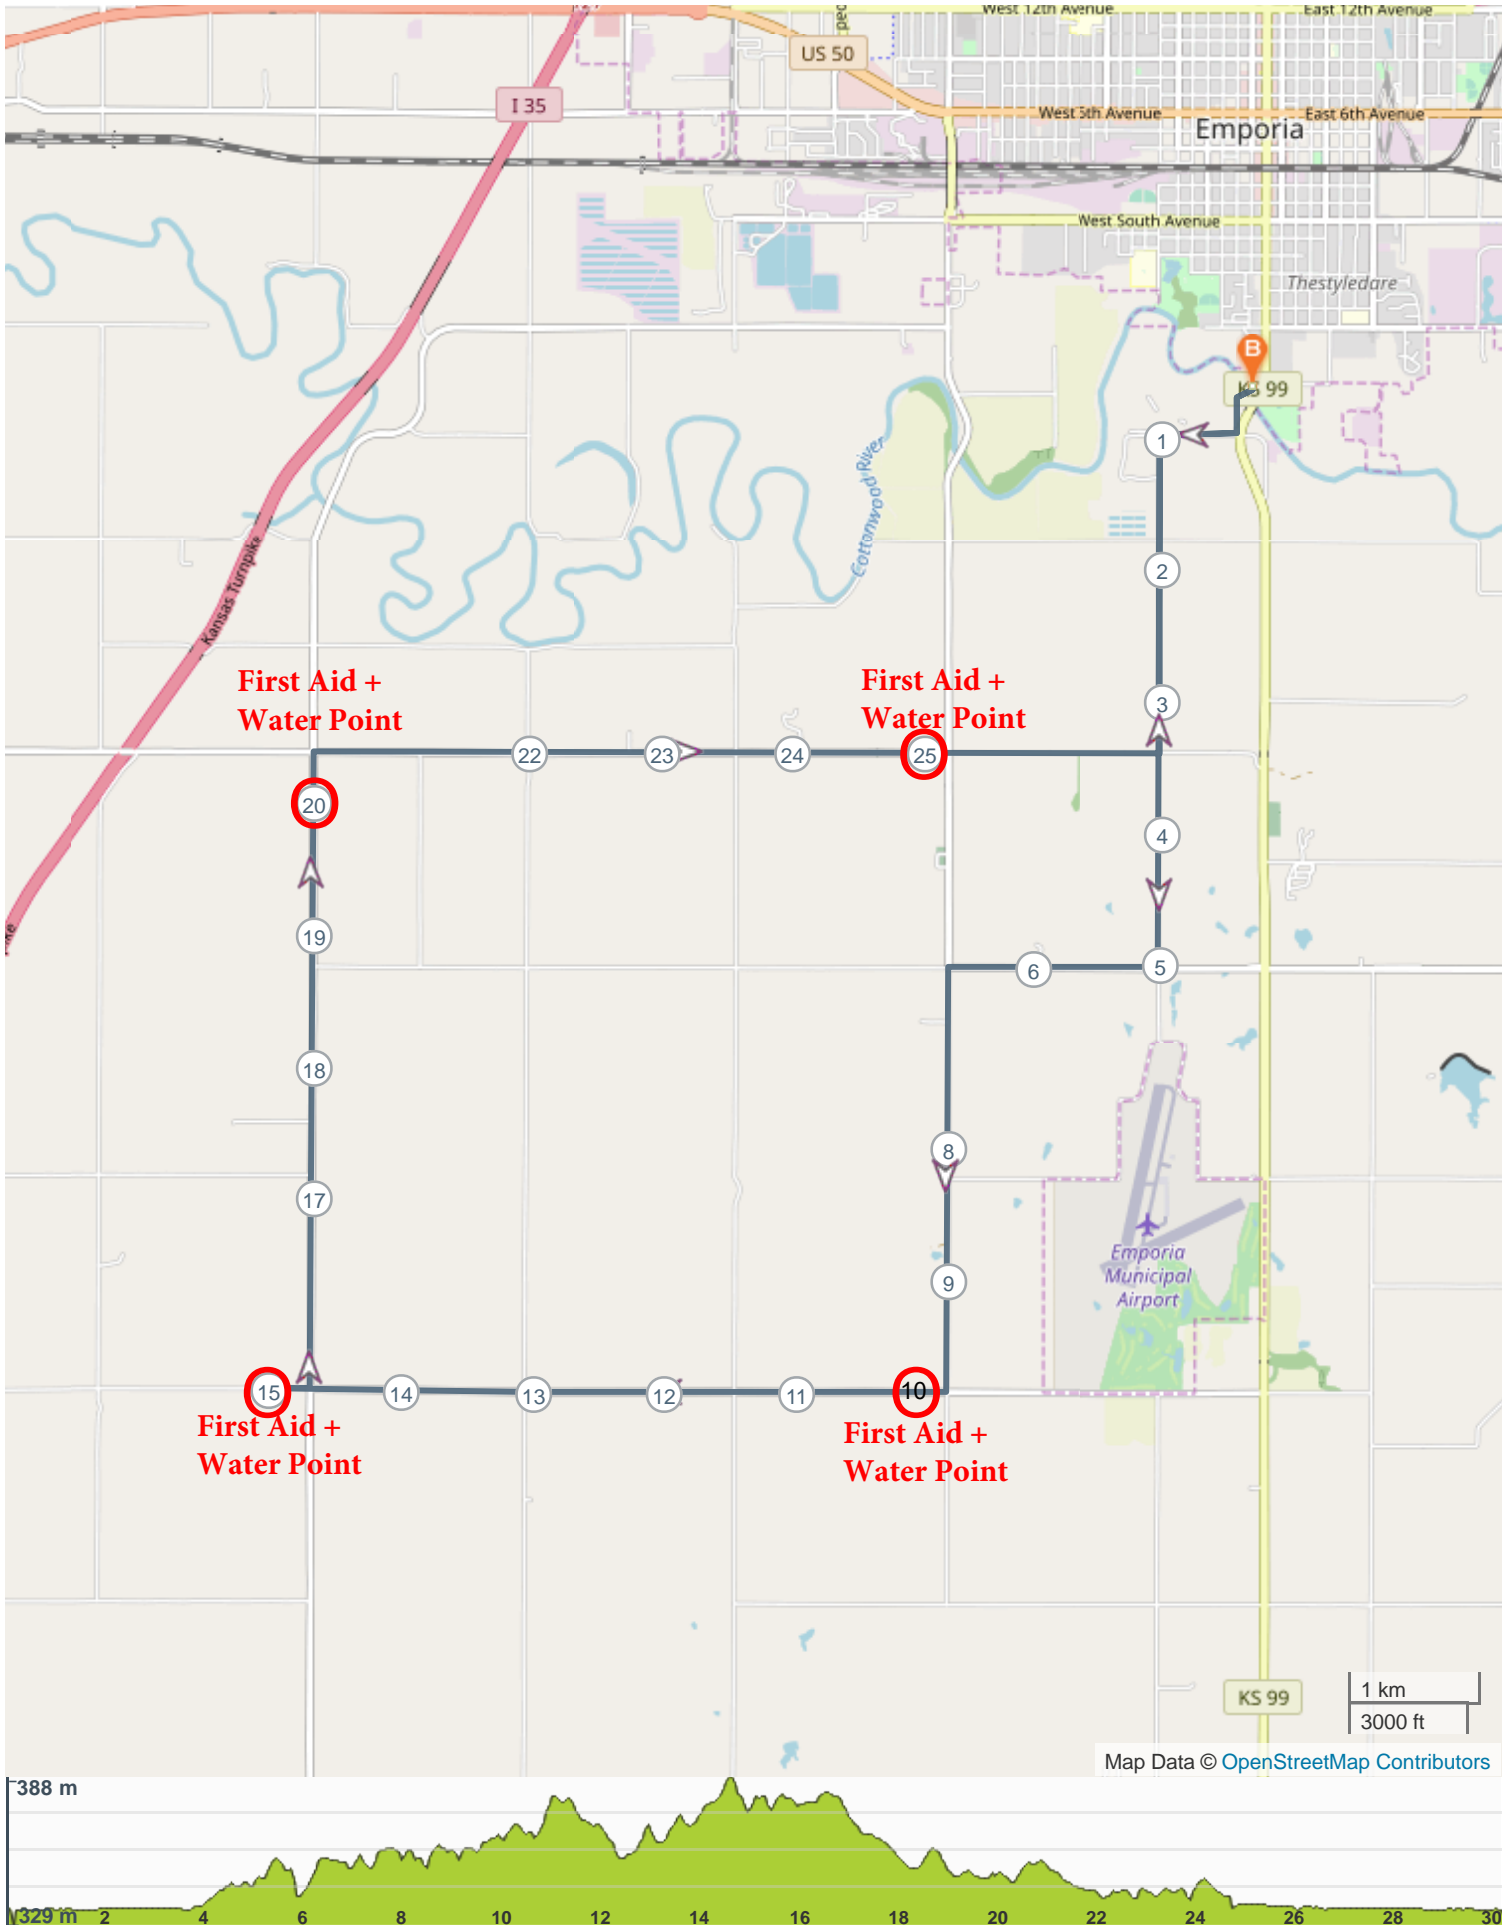 West 12th Avenue
East 12th Avenue
US 50
I 35
West 5th Avenue
East 6th Avenue
Emporia
West South Avenue
Thestyledare
B
KS 99
1
Cottonwood River
2
Kansas Turnpike
First Aid +
Water Point
First Aid +
Water Point
3
22
23
24
25
20
4
19
5
6
18
8
17
9
Emporia
Municipal
Airport
15
14
13
12
11
10
First Aid +
Water Point
First Aid +
Water Point
KS 99
1 km
3000 ft
Map Data © OpenStreetMap Contributors
388 m
329 m 2 4 6 8 10 12 14 16 18 20 22 24 26 28 30